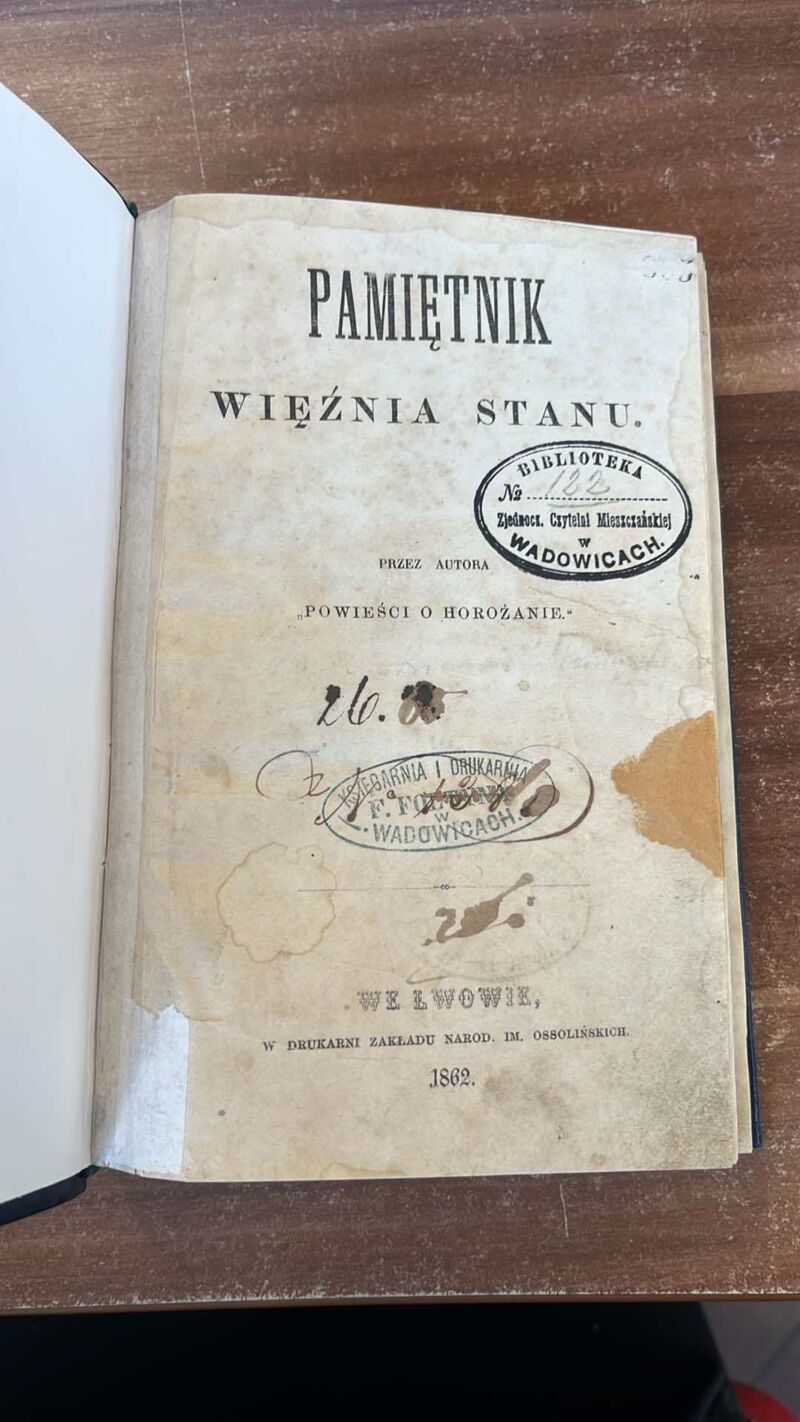 PAMIĘTNIK
WIĘŹNIA STANU.
BIBLIOTEKA
№ 122
Zjednocz. Czytelni Mieszczańskiej
w
WADOWICACH.
PRZEZ AUTORA
„POWIEŚCI O HOROŻANIE.“
26.
KSIĘGARNIA I DRUKARNIA
F. FOLTINA
W
WADOWICACH.
WE LWOWIE,
W DRUKARNI ZAKŁADU NAROD. IM. OSSOLIŃSKICH.
1862.